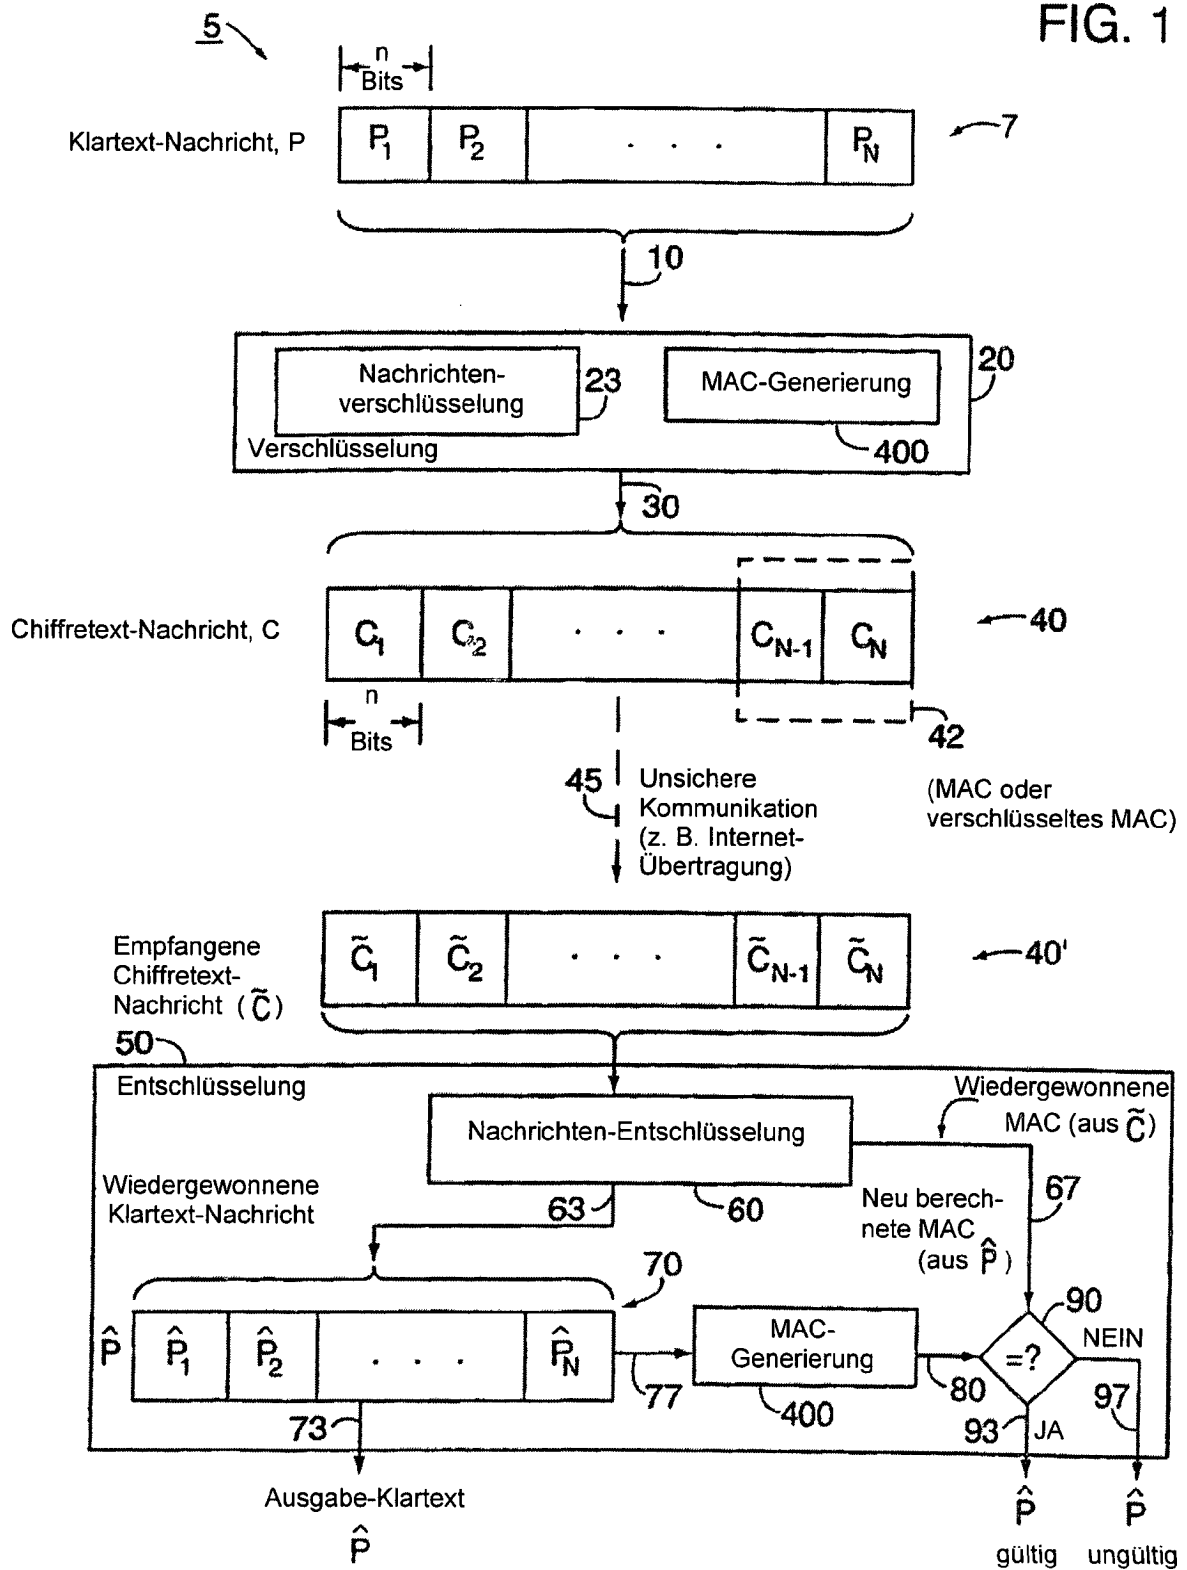 FIG. 1
5
n
Bits
Klartext-Nachricht, P
P1
P2
. . .
PN
7
10
Nachrichten-
verschlüsselung
23
MAC-Generierung
400
20
Verschlüsselung
30
Chiffretext-Nachricht, C
C1
C2
. . .
CN-1
CN
40
n
Bits
42
(MAC oder
verschlüsseltes MAC)
45
Unsichere
Kommunikation
(z. B. Internet-
Übertragung)
Empfangene
Chiffretext-
Nachricht (C̃)
C̃1
C̃2
. . .
C̃N-1
C̃N
40'
50
Entschlüsselung
Nachrichten-Entschlüsselung
Wiedergewonnene
MAC (aus C̃)
Wiedergewonnene
Klartext-Nachricht
63
60
Neu berech-
nete MAC
(aus P̂)
67
70
P̂
P̂1
P̂2
. . .
P̂N
77
MAC-
Generierung
400
80
=?
90
NEIN
73
93
JA
97
Ausgabe-Klartext
P̂
P̂
gültig
P̂
ungültig